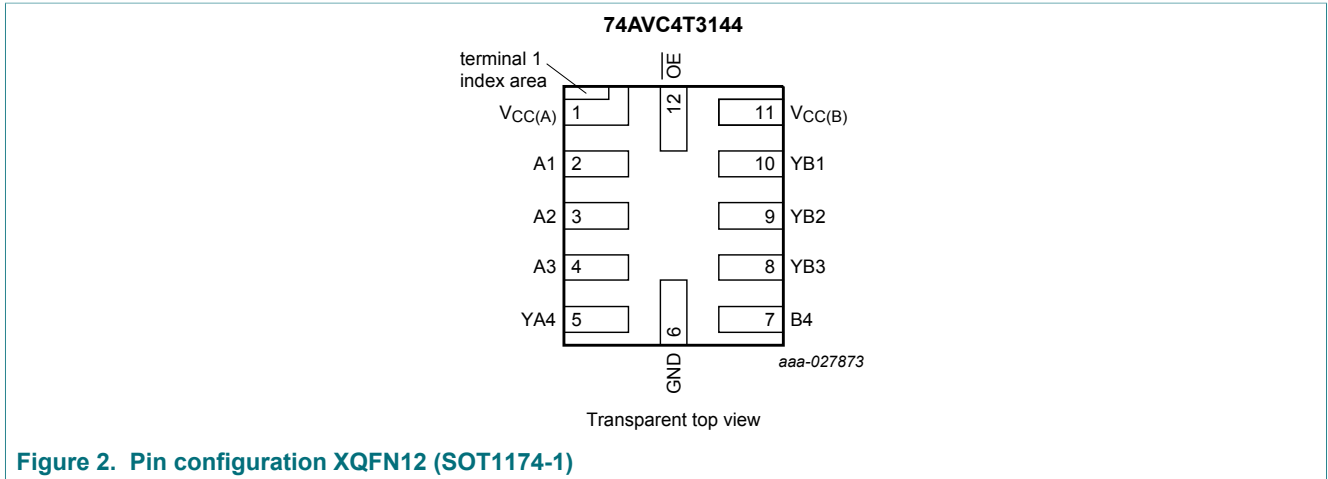 74AVC4T3144
terminal 1
index area
OE
VCC(A) 1
12
11 VCC(B)
A1 2
10 YB1
A2 3
9 YB2
A3 4
8 YB3
YA4 5
6
7 B4
GND
aaa-027873
Transparent top view
Figure 2. Pin configuration XQFN12 (SOT1174-1)